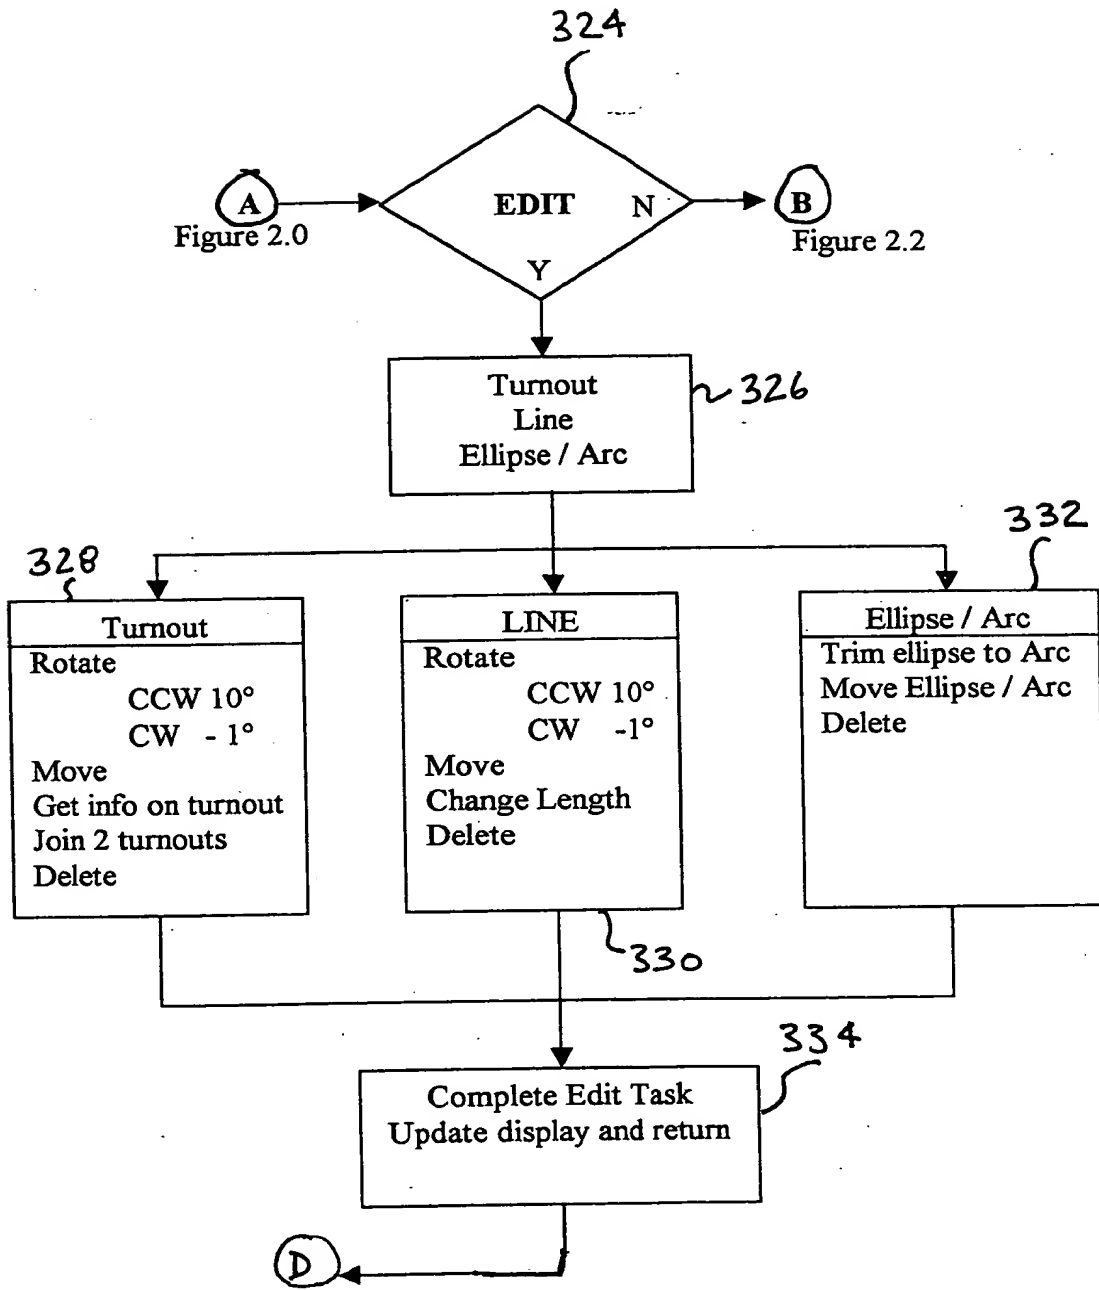 324
A
EDIT N
B
Figure 2.0
Figure 2.2
Y
Turnout
Line
Ellipse / Arc
326
328
Turnout
Rotate
CCW 10°
CW - 1°
Move
Get info on turnout
Join 2 turnouts
Delete
LINE
Rotate
CCW 10°
CW -1°
Move
Change Length
Delete
330
332
Ellipse / Arc
Trim ellipse to Arc
Move Ellipse / Arc
Delete
334
Complete Edit Task
Update display and return
D